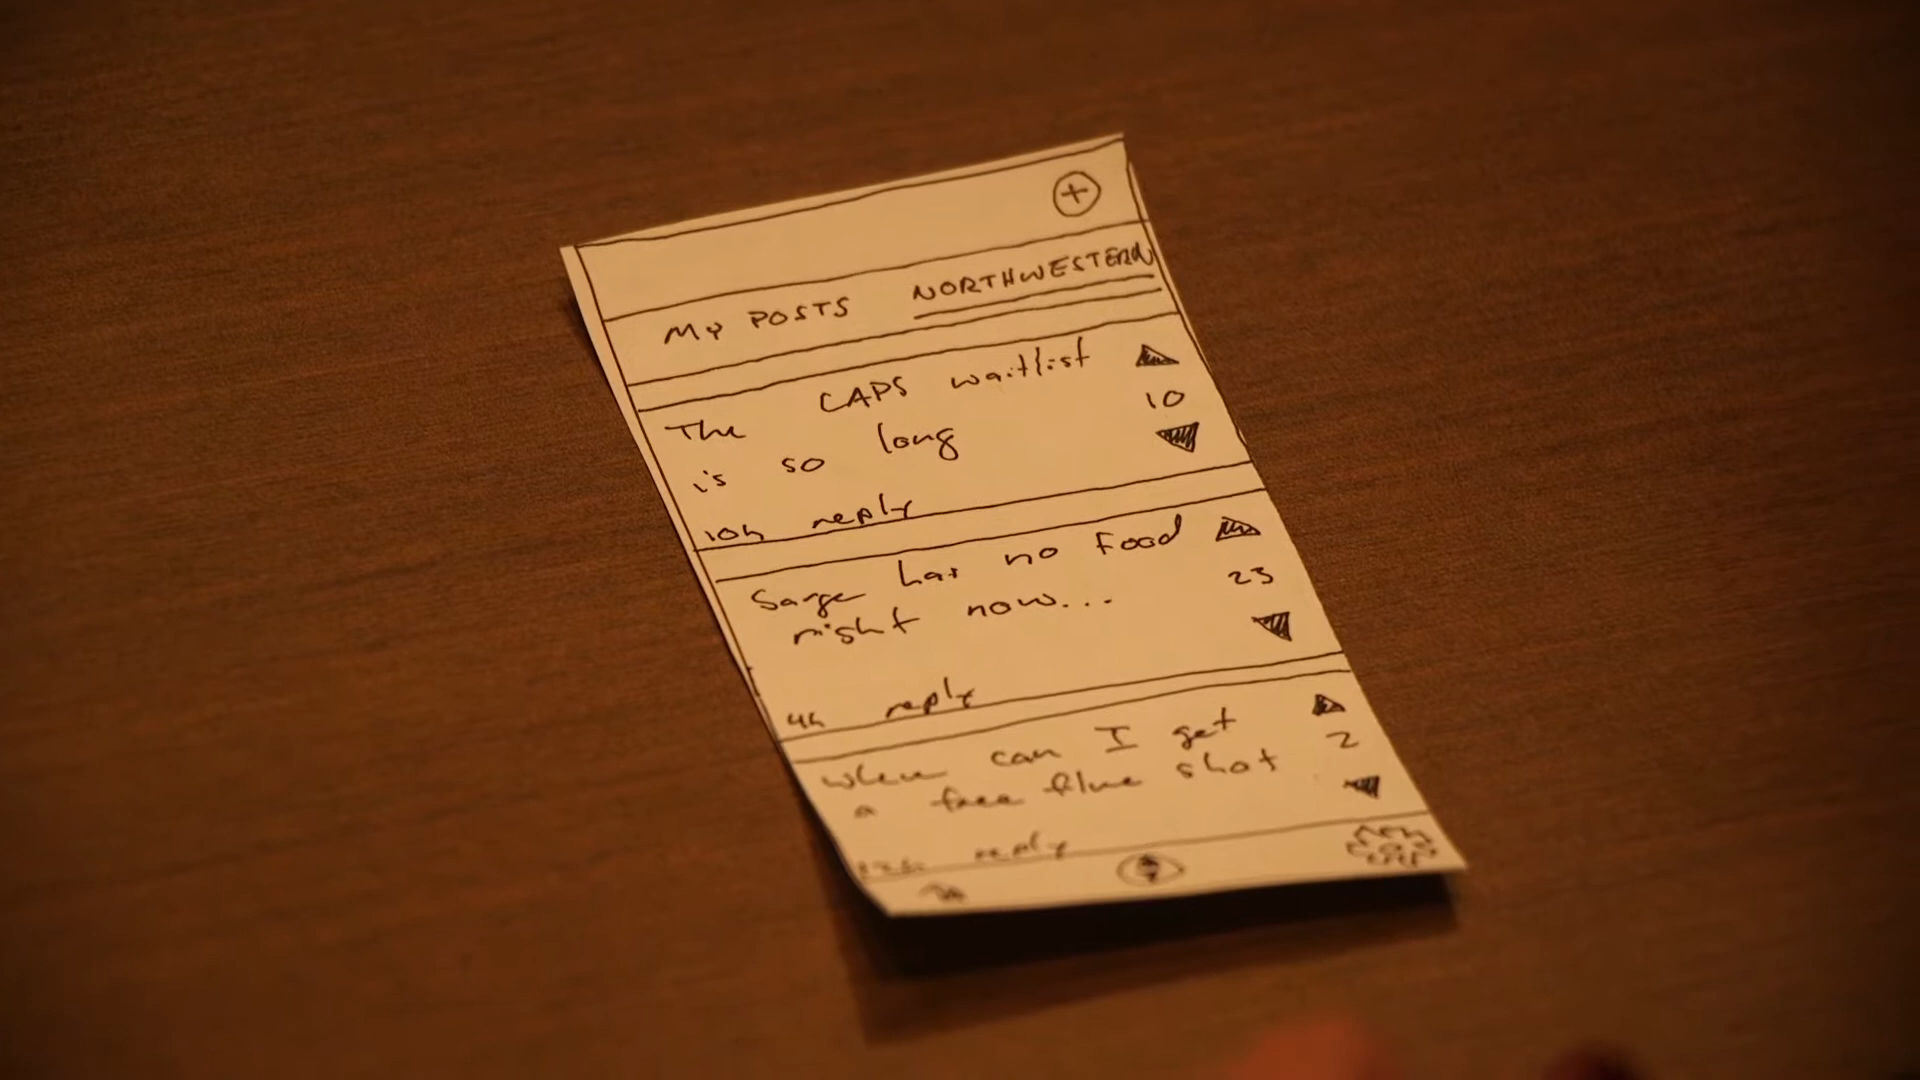 +
MY POSTS NORTHWESTERN
The CAPS waitlist
is so long
10
10h reply
Sarge has no food
right now...
23
4h reply
when can I get
a free flue shot
2
reply